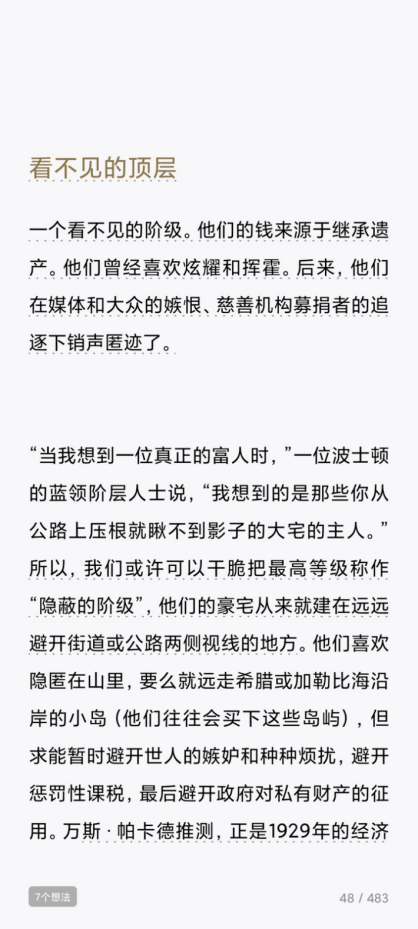 看不见的顶层
一个看不见的阶级。他们的钱来源于继承遗
产。他们曾经喜欢炫耀和挥霍。后来，他们
在媒体和大众的嫉恨、慈善机构募捐者的追
逐下销声匿迹了。
“当我想到一位真正的富人时，”一位波士顿
的蓝领阶层人士说，“我想到的是那些你从
公路上压根就瞅不到影子的大宅的主人。”
所以，我们或许可以干脆把最高等级称作
“隐蔽的阶级”，他们的豪宅从来就建在远远
避开街道或公路两侧视线的地方。他们喜欢
隐匿在山里，要么就远走希腊或加勒比海沿
岸的小岛（他们往往会买下这些岛屿），但
求能暂时避开世人的嫉妒和种种烦扰，避开
惩罚性课税，最后避开政府对私有财产的征
用。万斯·帕卡德推测，正是1929年的经济
7个想法
48 / 483